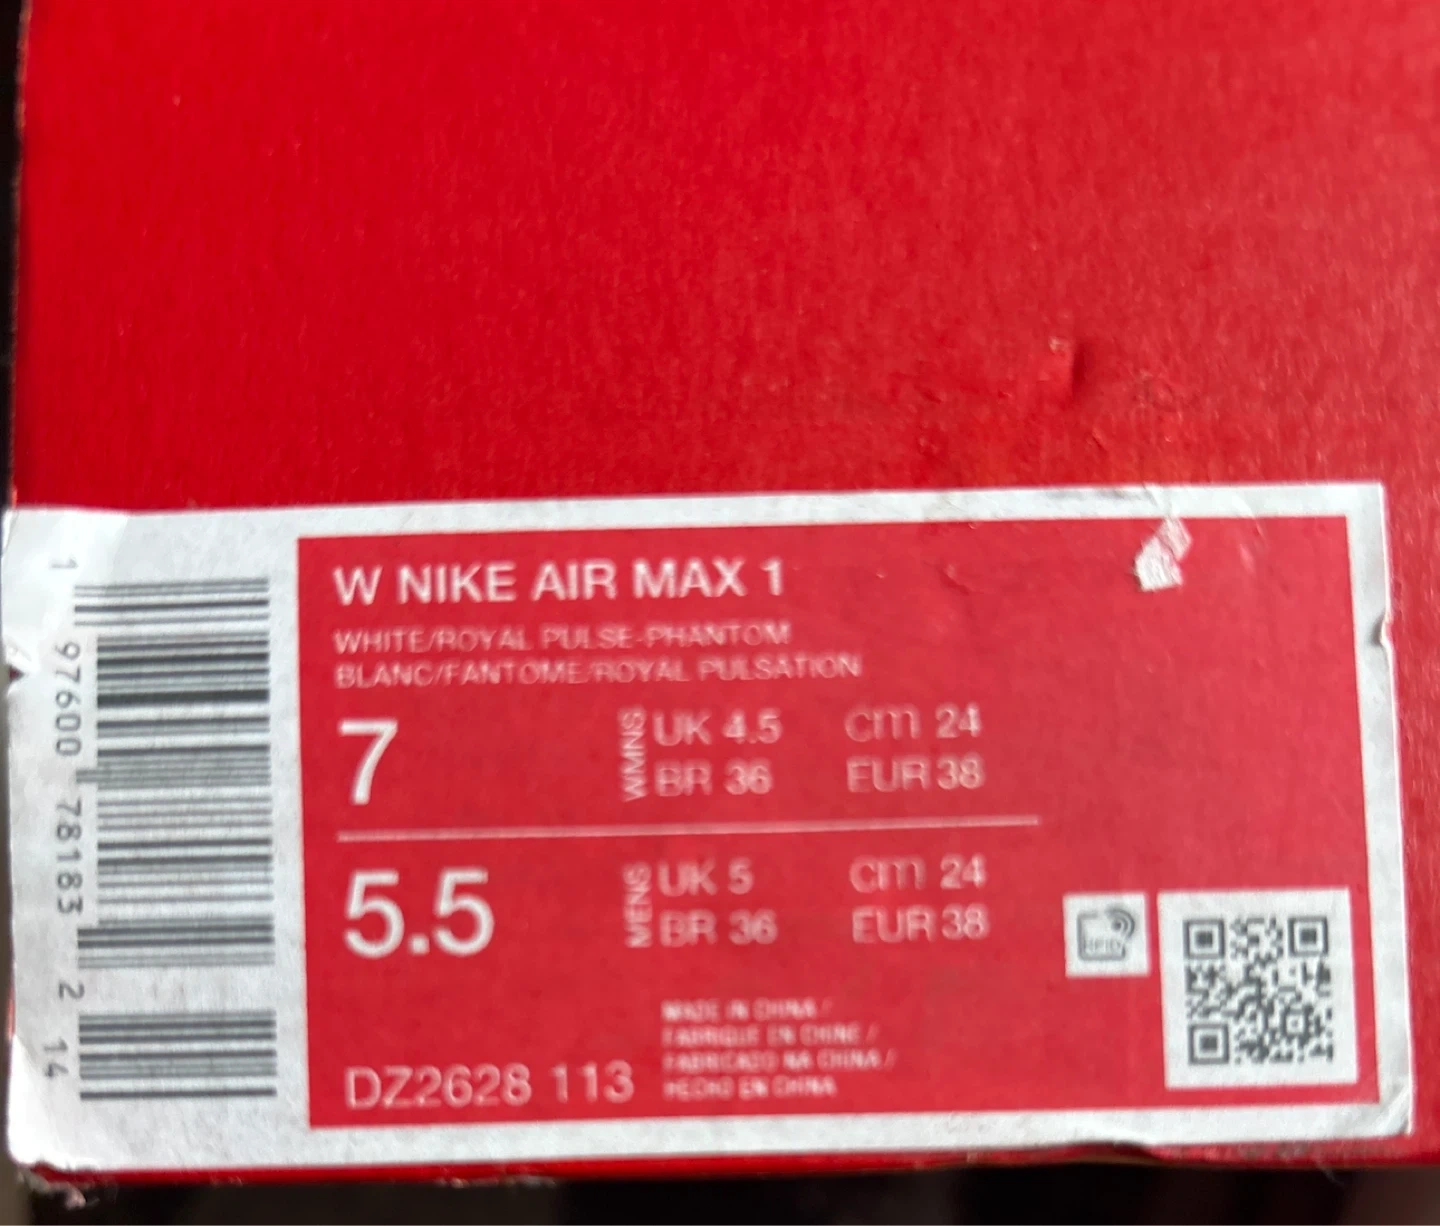 W NIKE AIR MAX 1
WHITE/ROYAL PULSE-PHANTOM
BLANC/FANTOME/ROYAL PULSATION
7 WMNS UK 4.5 cm 24
BR 36 EUR 38
5.5 MENS UK 5 cm 24
BR 36 EUR 38
MADE IN CHINA /
FABRIQUE EN CHINE /
FABRICADO NA CHINA /
HECHO EN CHINA
DZ2628 113
RFID
1 97600 78183 2 14